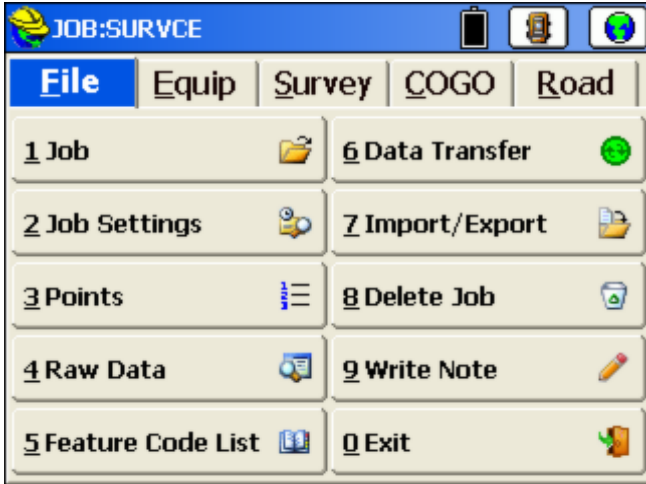 JOB:SURVCE
File Equip Survey COGO Road
1 Job
6 Data Transfer
2 Job Settings
7 Import/Export
3 Points
8 Delete Job
4 Raw Data
9 Write Note
5 Feature Code List
0 Exit